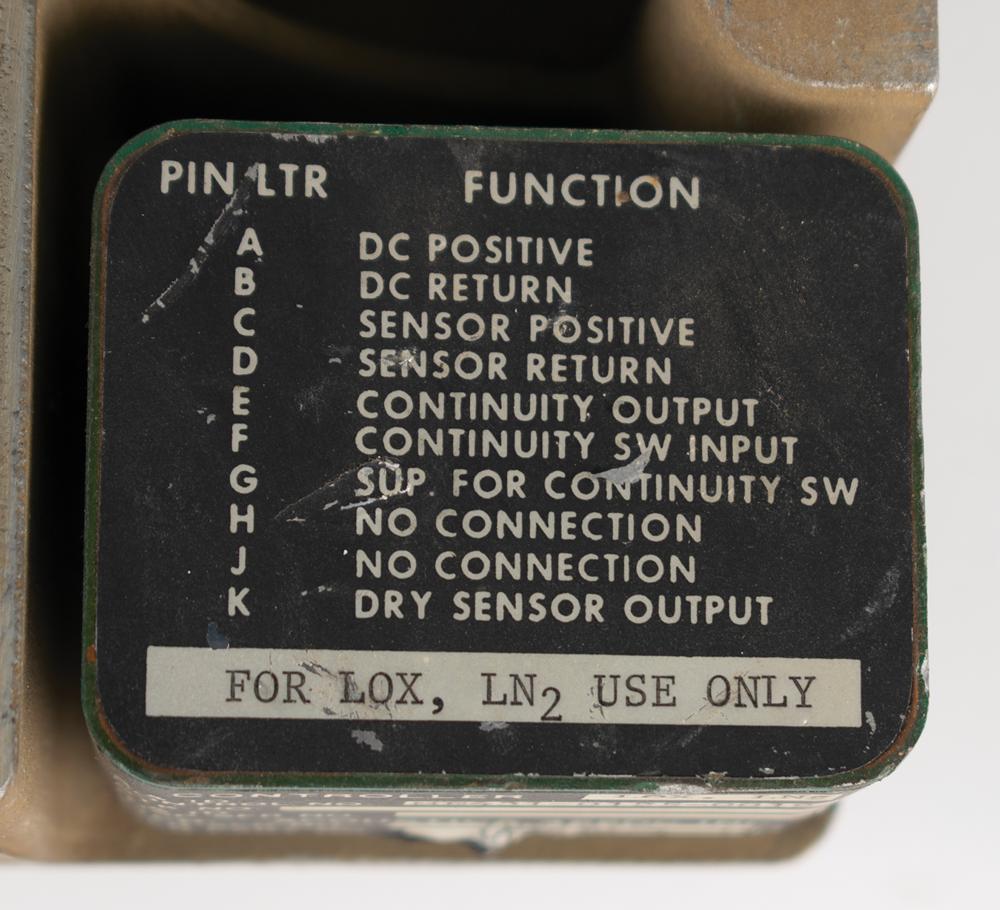 PIN LTR FUNCTION
A DC POSITIVE
B DC RETURN
C SENSOR POSITIVE
D SENSOR RETURN
E CONTINUITY OUTPUT
F CONTINUITY SW INPUT
G SUP. FOR CONTINUITY SW
H NO CONNECTION
J NO CONNECTION
K DRY SENSOR OUTPUT
FOR LOX, LN₂ USE ONLY